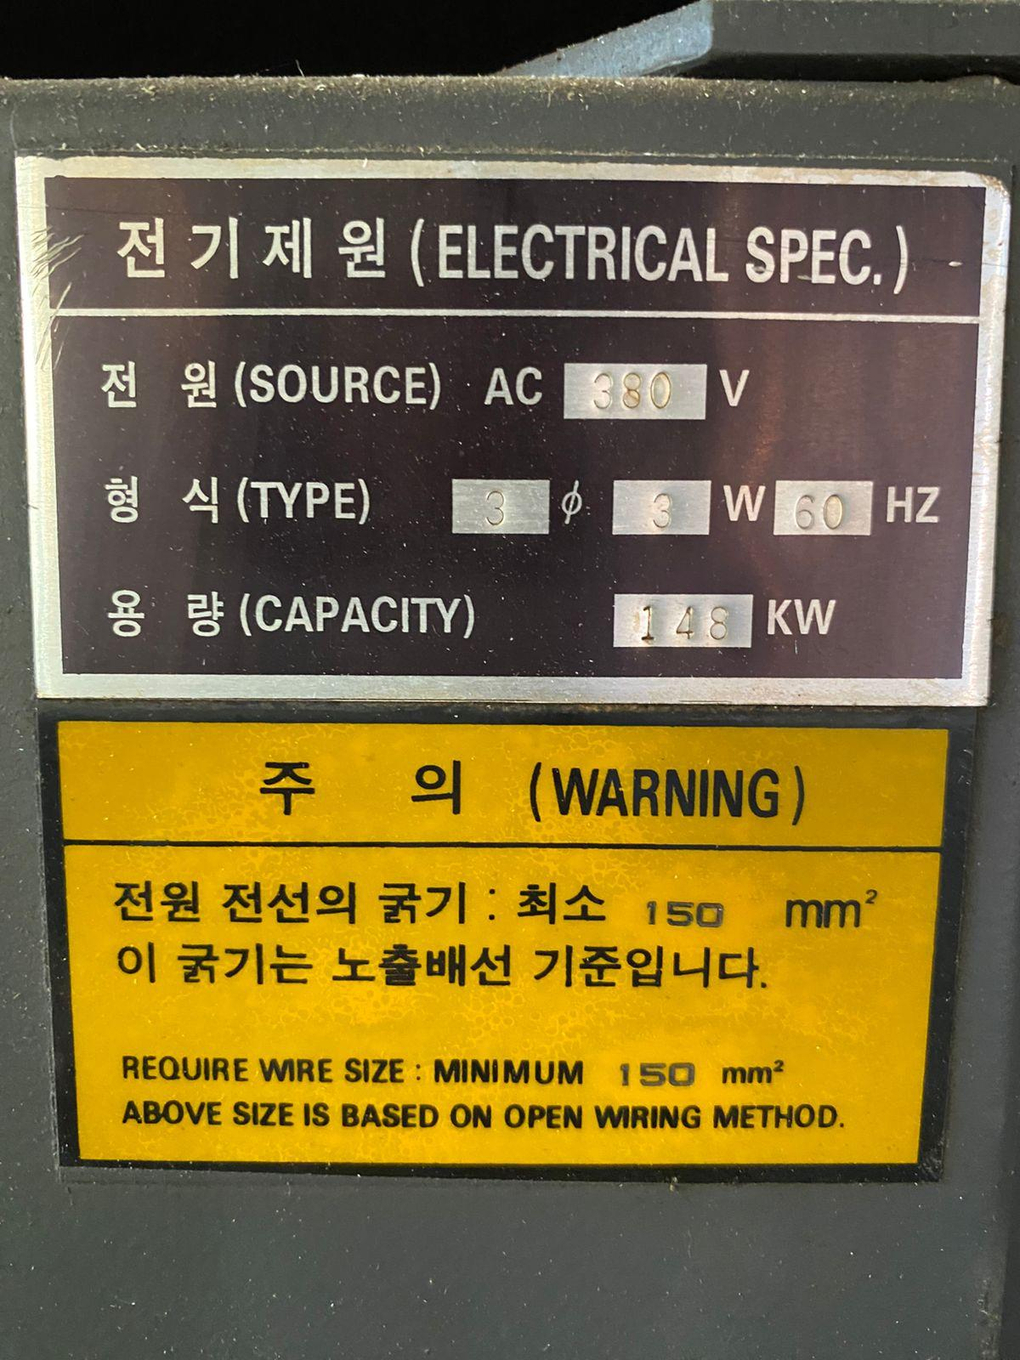 전기제원 (ELECTRICAL SPEC.)
전 원 (SOURCE) AC 380 V
형 식 (TYPE) 3 ϕ 3 W 60 HZ
용 량 (CAPACITY) 148 KW
주 의 (WARNING)
전원 전선의 굵기 : 최소 150 mm²
이 굵기는 노출배선 기준입니다.
REQUIRE WIRE SIZE : MINIMUM 150 mm²
ABOVE SIZE IS BASED ON OPEN WIRING METHOD.